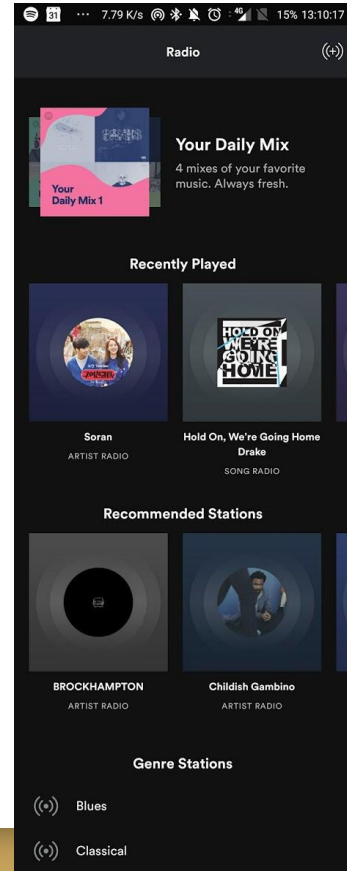 31 ... 7.79 K/s 4G 15% 13:10:17
Radio
Your Daily Mix
4 mixes of your favorite
music. Always fresh.
Your
Daily Mix 1
Recently Played
HOLD ON
WE'RE
GOING
HOME
Soran
ARTIST RADIO
Hold On, We're Going Home
Drake
SONG RADIO
Recommended Stations
BROCKHAMPTON
ARTIST RADIO
Childish Gambino
ARTIST RADIO
Genre Stations
Blues
Classical